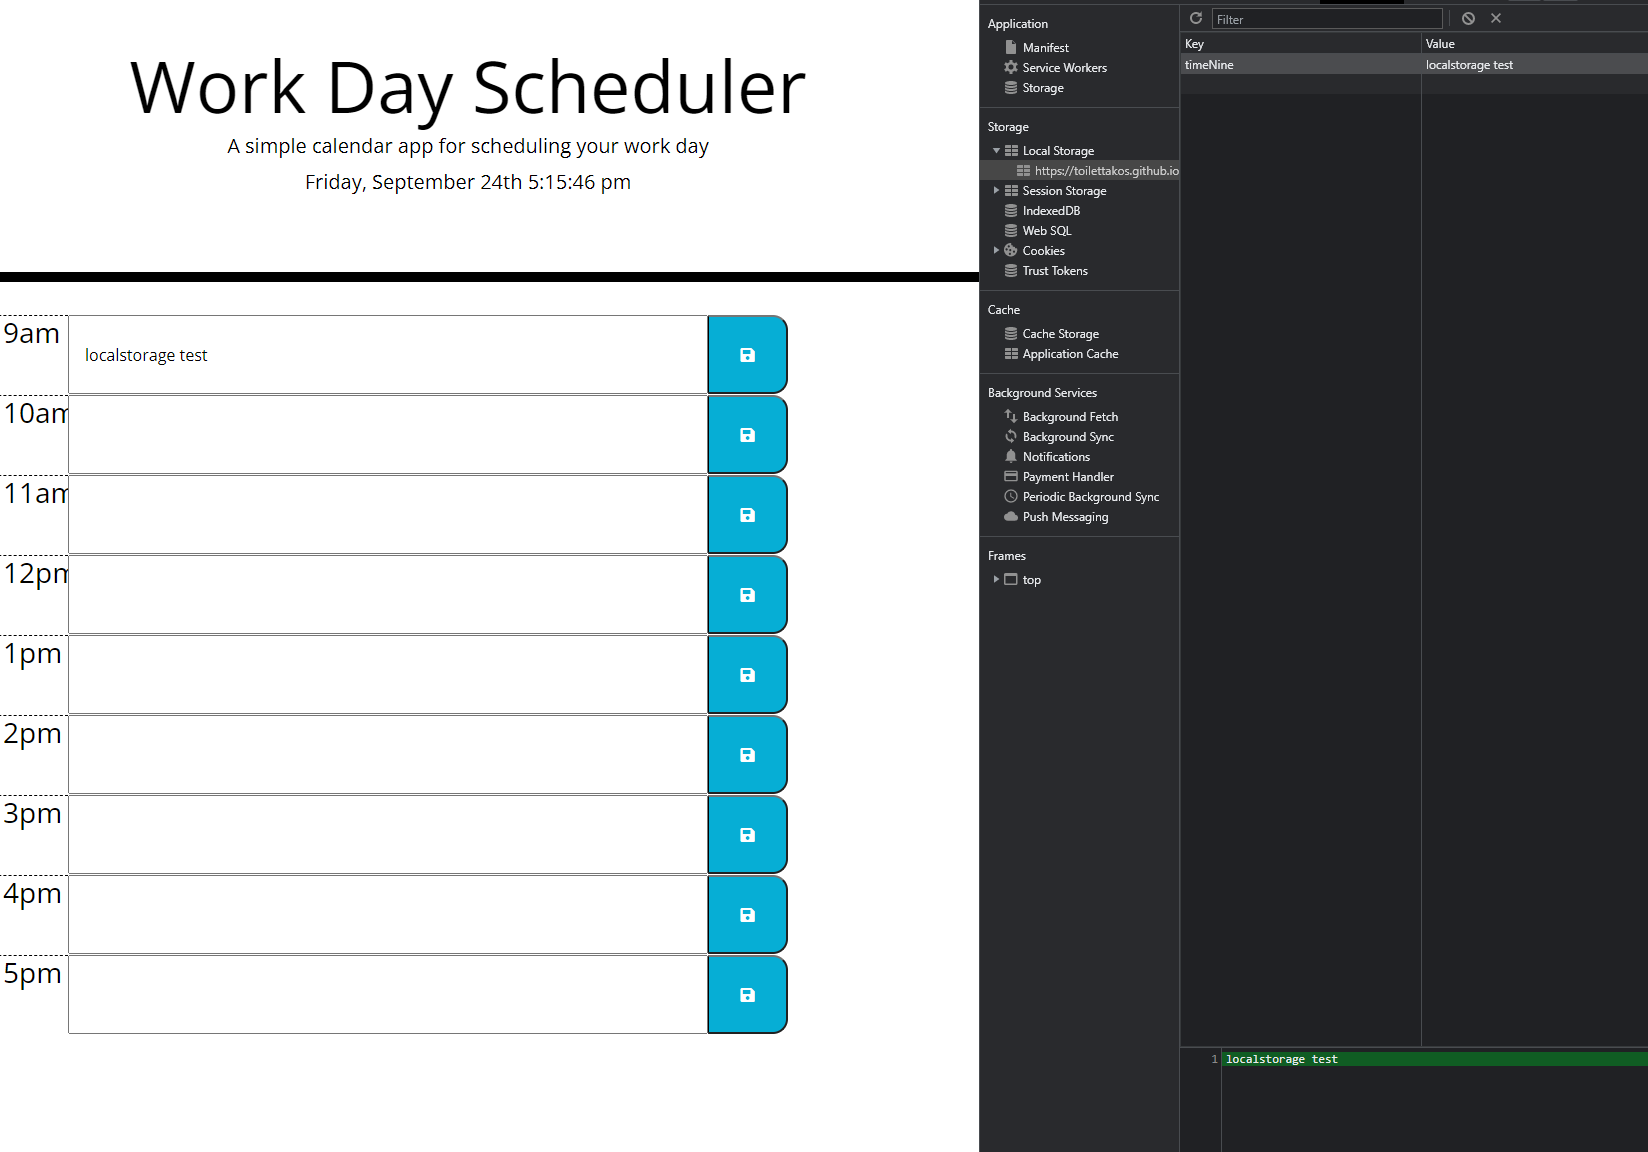 Work Day Scheduler
A simple calendar app for scheduling your work day
Friday, September 24th 5:15:46 pm
9am
localstorage test
10am
11am
12pm
1pm
2pm
3pm
4pm
5pm
Application
Manifest
Service Workers
Storage
Storage
Local Storage
https://toilettakos.github.io
Session Storage
IndexedDB
Web SQL
Cookies
Trust Tokens
Cache
Cache Storage
Application Cache
Background Services
Background Fetch
Background Sync
Notifications
Payment Handler
Periodic Background Sync
Push Messaging
Frames
top
Filter
Key Value
timeNine localstorage test
1 localstorage test